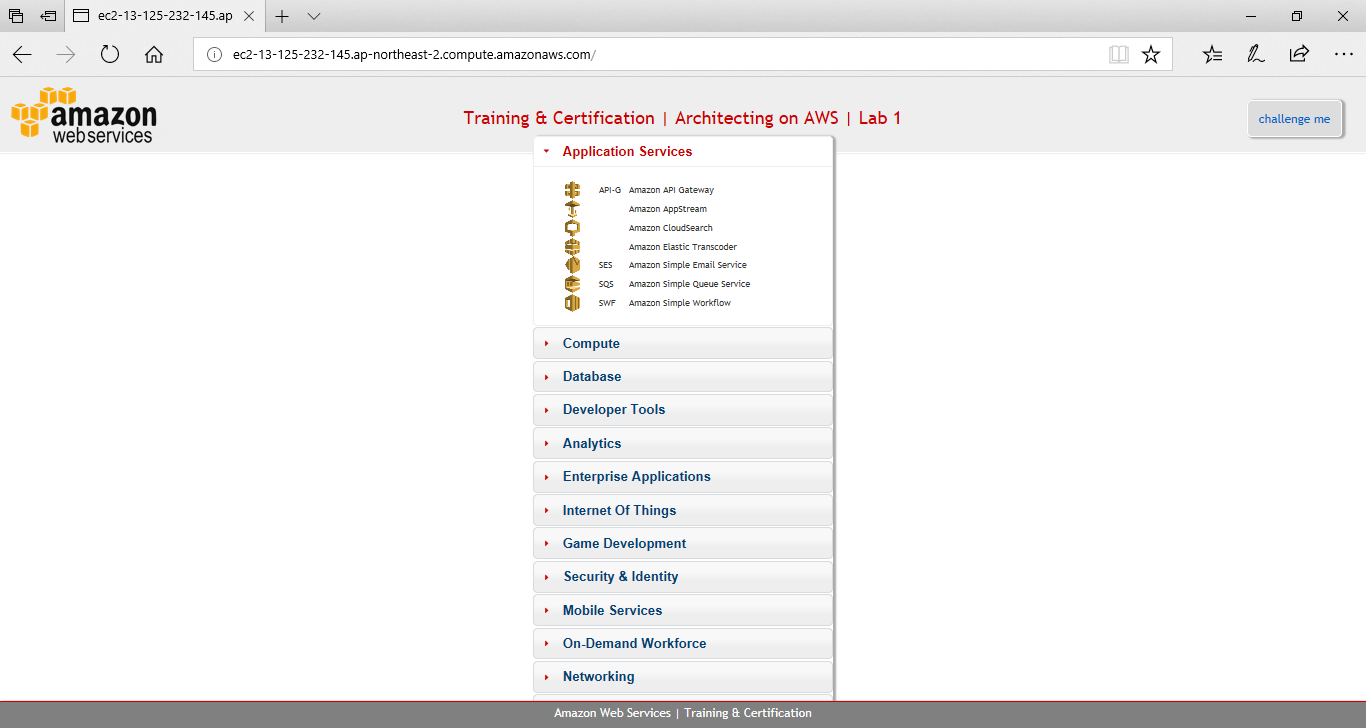 ec2-13-125-232-145.ap
ec2-13-125-232-145.ap-northeast-2.compute.amazonaws.com/
amazon
webservices
Training & Certification | Architecting on AWS | Lab 1
challenge me
Application Services
API-G Amazon API Gateway
Amazon AppStream
Amazon CloudSearch
Amazon Elastic Transcoder
SES Amazon Simple Email Service
SQS Amazon Simple Queue Service
SWF Amazon Simple Workflow
Compute
Database
Developer Tools
Analytics
Enterprise Applications
Internet Of Things
Game Development
Security & Identity
Mobile Services
On-Demand Workforce
Networking
Amazon Web Services | Training & Certification